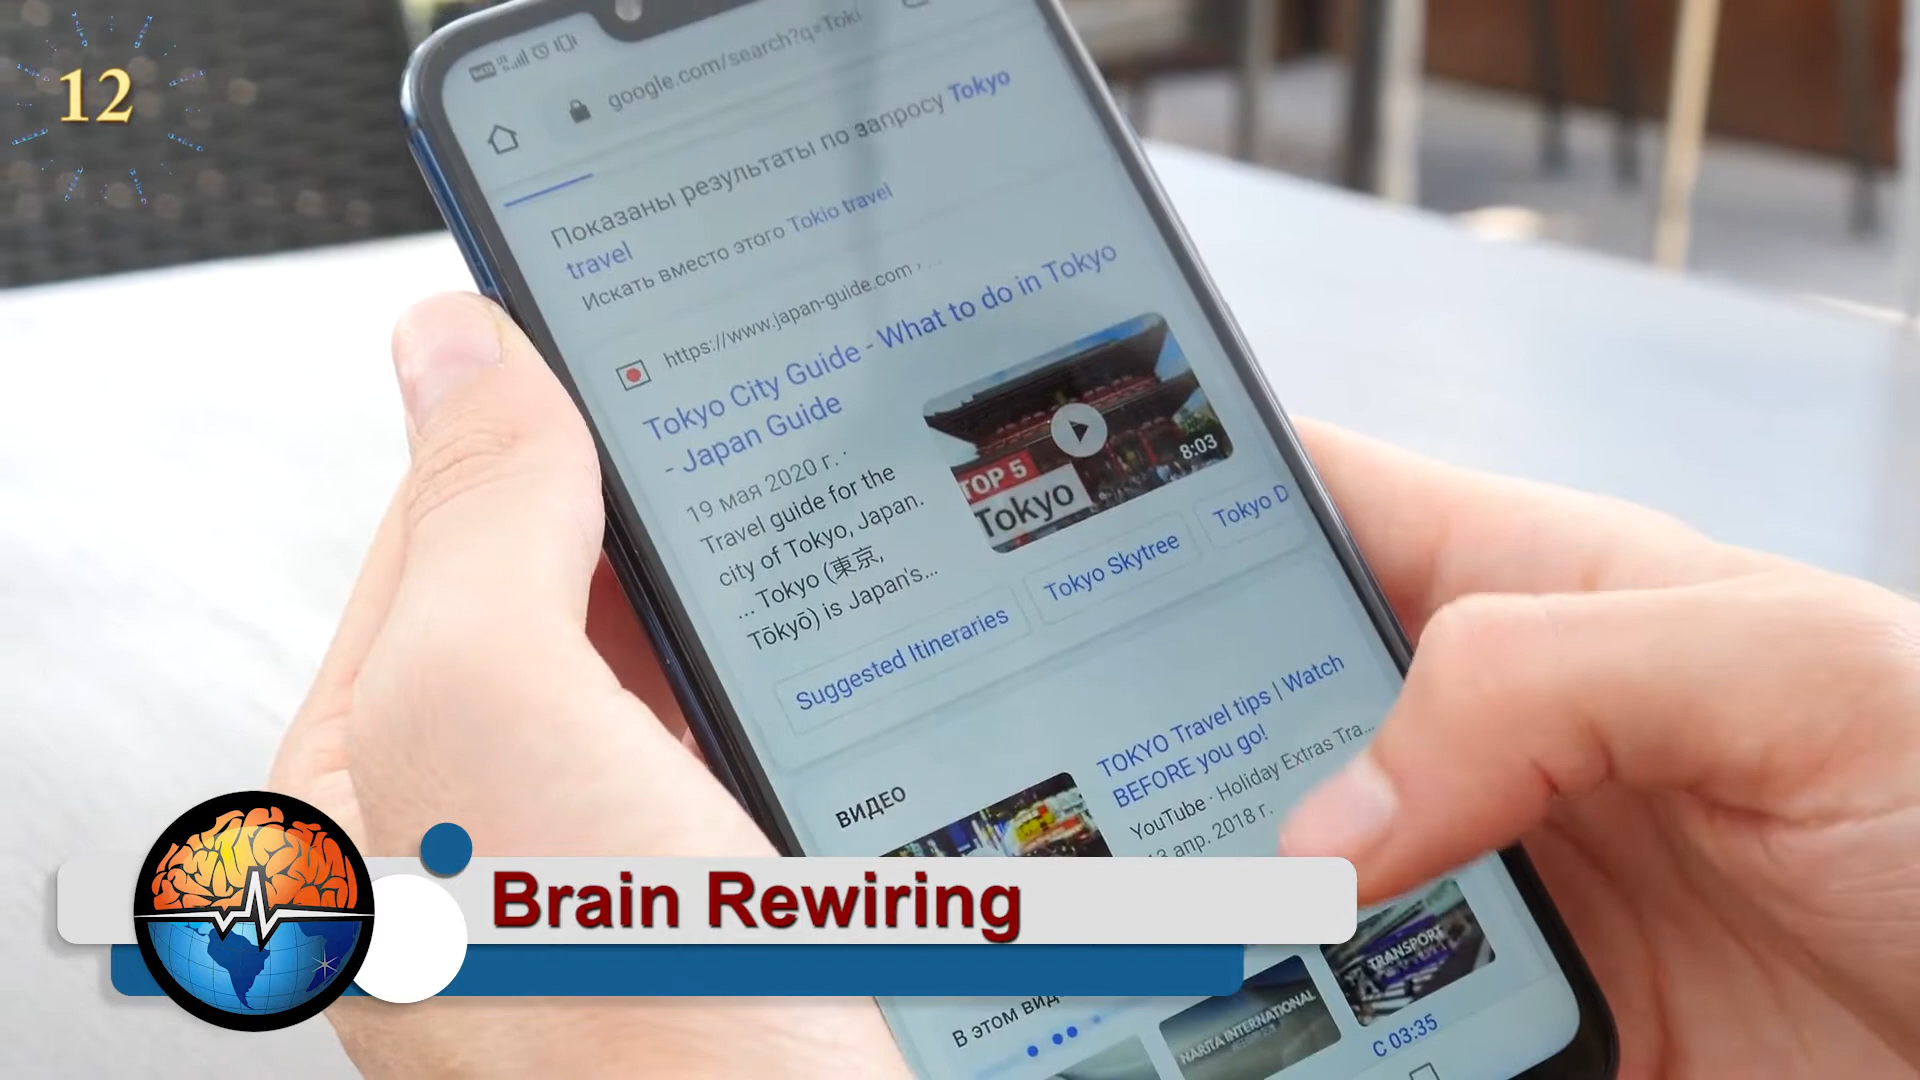 12
google.com/search?q=Toki
Показаны результаты по запросу Tokyo
travel
Искать вместо этого Tokio travel
https://www.japan-guide.com › ...
Tokyo City Guide - What to do in Tokyo
- Japan Guide
19 мая 2020 г. ·
Travel guide for the
city of Tokyo, Japan.
... Tokyo (東京,
Tōkyō) is Japan's...
TOP 5
Tokyo
8:03
Suggested Itineraries
Tokyo Skytree
Tokyo D
ВИДЕО
TOKYO Travel tips | Watch
BEFORE you go!
YouTube · Holiday Extras Tra...
13 апр. 2018 г.
Brain Rewiring
В этом вид
NARITA INTERNATIONAL
TRANSPORT
С 03:35